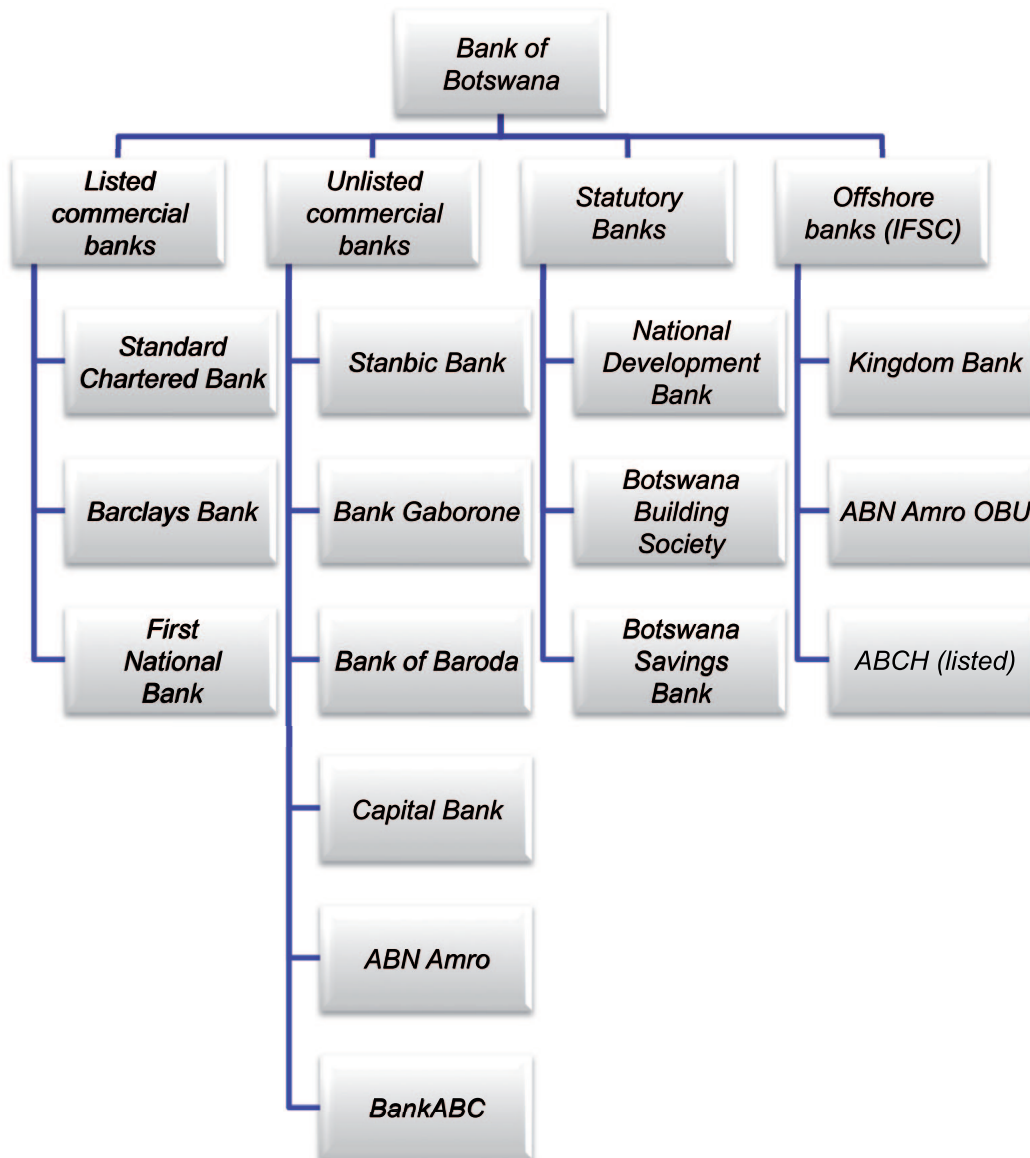 Bank of
Botswana
Listed
commercial
banks
Unlisted
commercial
banks
Statutory
Banks
Offshore
banks (IFSC)
Standard
Chartered Bank
Barclays Bank
First
National
Bank
Stanbic Bank
Bank Gaborone
Bank of Baroda
Capital Bank
ABN Amro
BankABC
National
Development
Bank
Botswana
Building
Society
Botswana
Savings
Bank
Kingdom Bank
ABN Amro OBU
ABCH (listed)